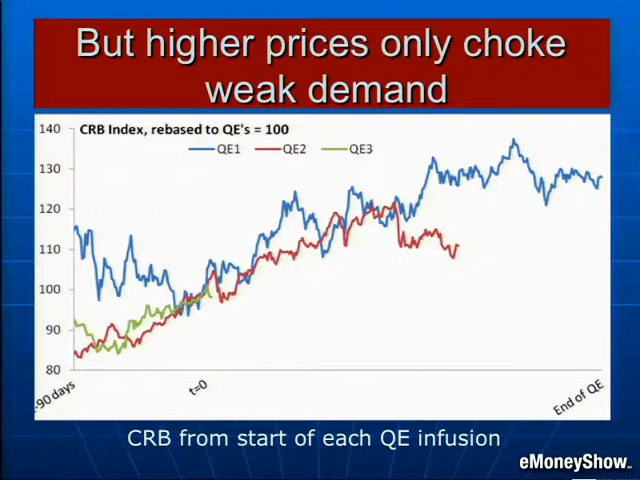 But higher prices only choke
weak demand
CRB Index, rebased to QE's = 100
QE1 QE2 QE3
140
130
120
110
100
90
80
-90 days
t=0
End of QE
CRB from start of each QE infusion
eMoneyShow.